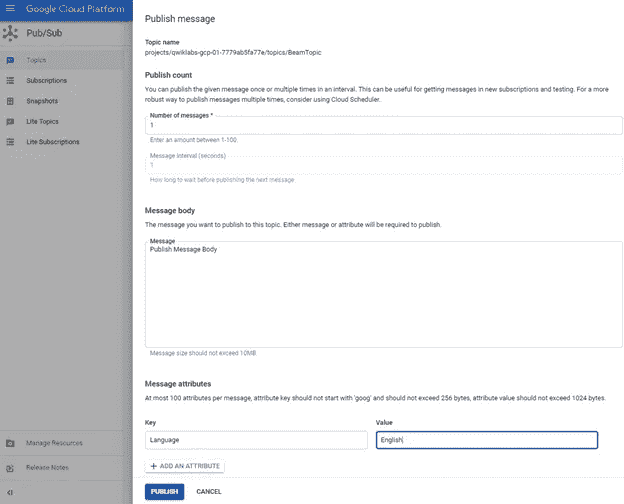 Google Cloud Platform
Pub/Sub
Topics
Subscriptions
Snapshots
Lite Topics
Lite Subscriptions
Manage Resources
Release Notes
Publish message
Topic name
projects/qwiklabs-gcp-01-7779ab5fa77e/topics/BeamTopic
Publish count
You can publish the given message once or multiple times in an interval. This can be useful for getting messages in new subscriptions and testing. For a more
robust way to publish messages multiple times, consider using Cloud Scheduler.
Number of messages *
1
Enter an amount between 1-100
Message interval (seconds)
1
How long to wait before publishing the next message
Message body
The message you want to publish to this topic. Either message or attribute will be required to publish.
Message
Publish Message Body
Message size should not exceed 10MB
Message attributes
At most 100 attributes per message, attribute key should not start with 'goog' and should not exceed 256 bytes, attribute value should not exceed 1024 bytes.
Key
Value
Language
English
+ ADD AN ATTRIBUTE
PUBLISH
CANCEL